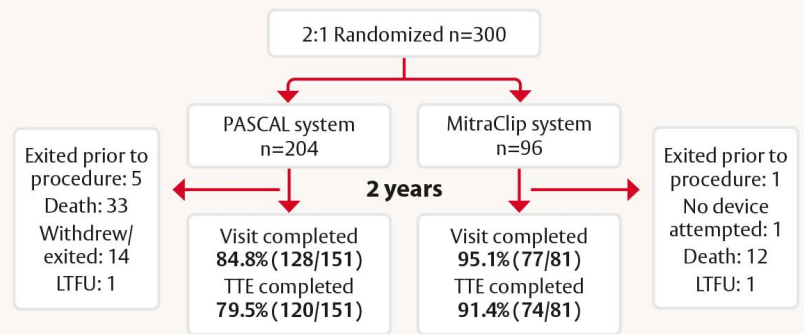 2:1 Randomized n=300
PASCAL system
n=204
MitraClip system
n=96
Exited prior to
procedure: 5
Death: 33
Withdrew/
exited: 14
LTFU: 1
2 years
Exited prior to
procedure: 1
No device
attempted: 1
Death: 12
LTFU: 1
Visit completed
84.8% (128/151)
TTE completed
79.5% (120/151)
Visit completed
95.1% (77/81)
TTE completed
91.4% (74/81)